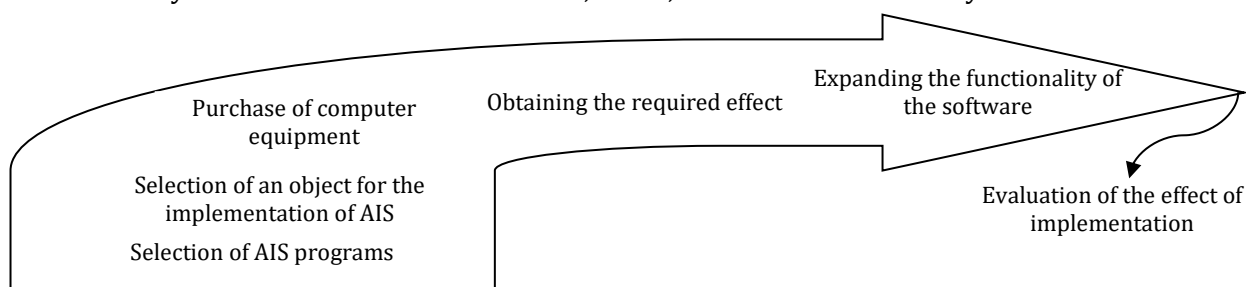 Purchase of computer
equipment
Obtaining the required effect
Expanding the functionality of
the software
Selection of an object for the
implementation of AIS
Selection of AIS programs
Evaluation of the effect of
implementation